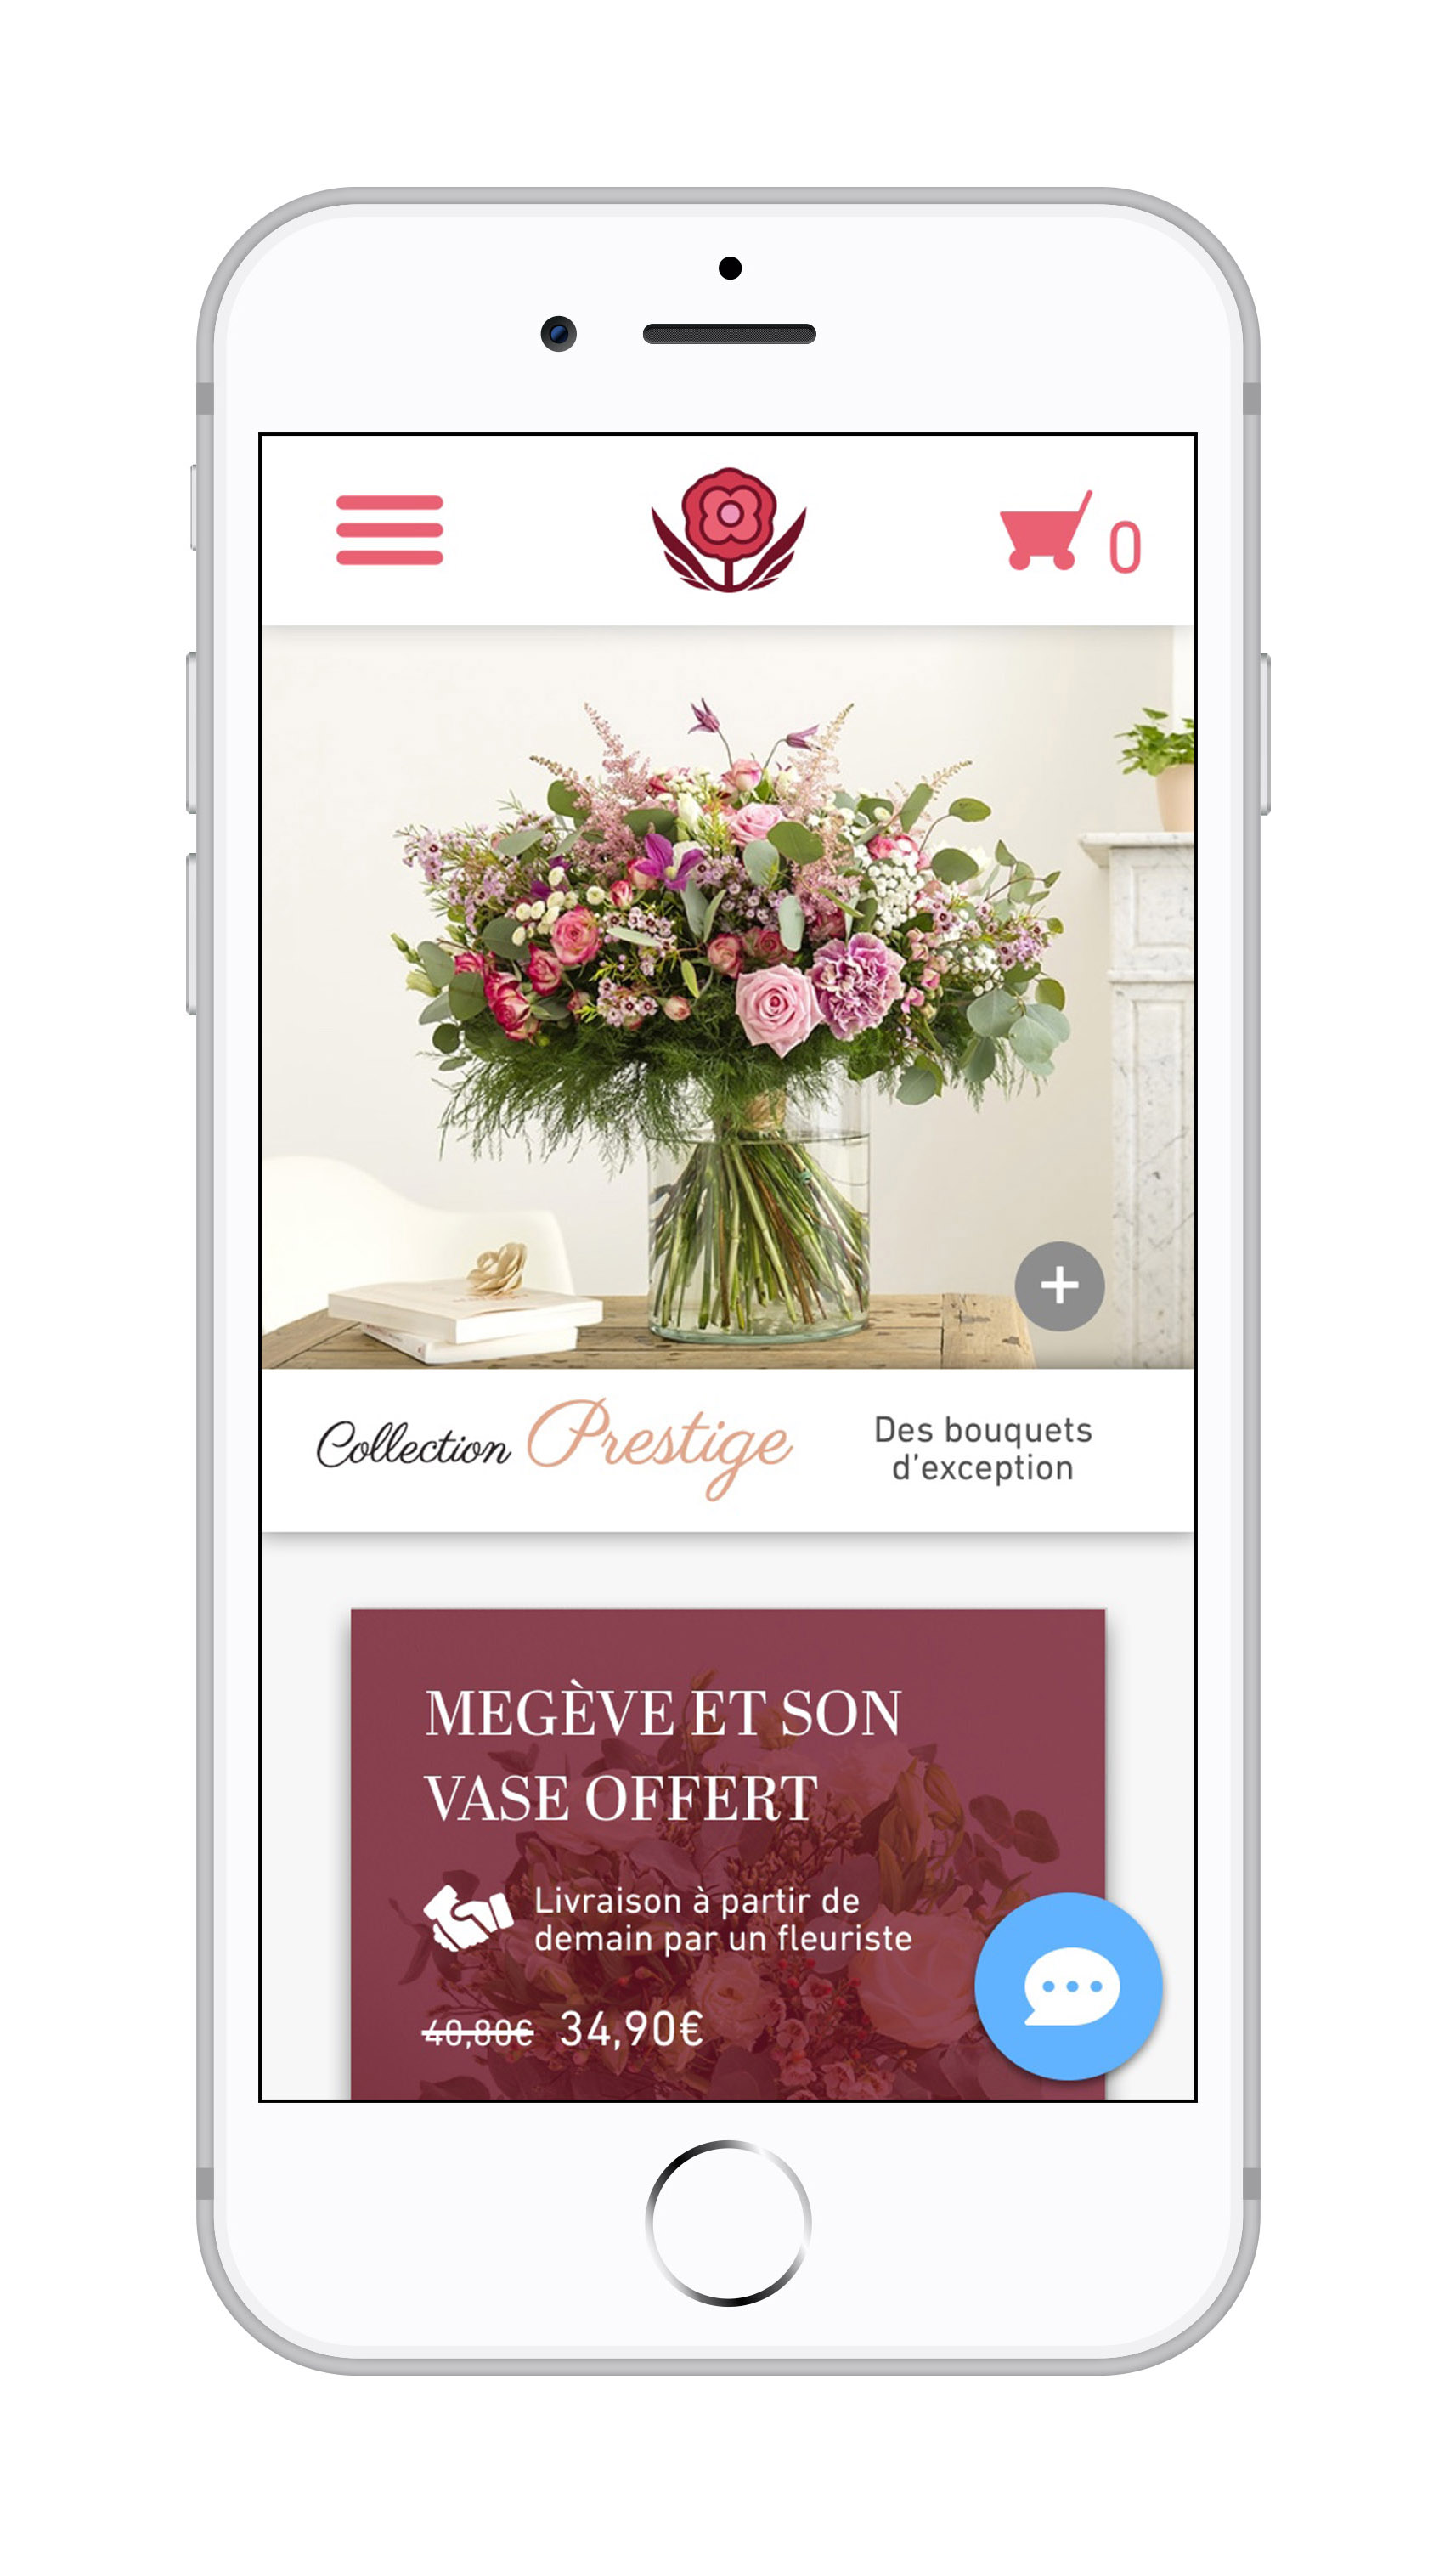 0
Collection Prestige
Des bouquets
d'exception
MEGÈVE ET SON
VASE OFFERT
Livraison à partir de
demain par un fleuriste
40,80€ 34,90€